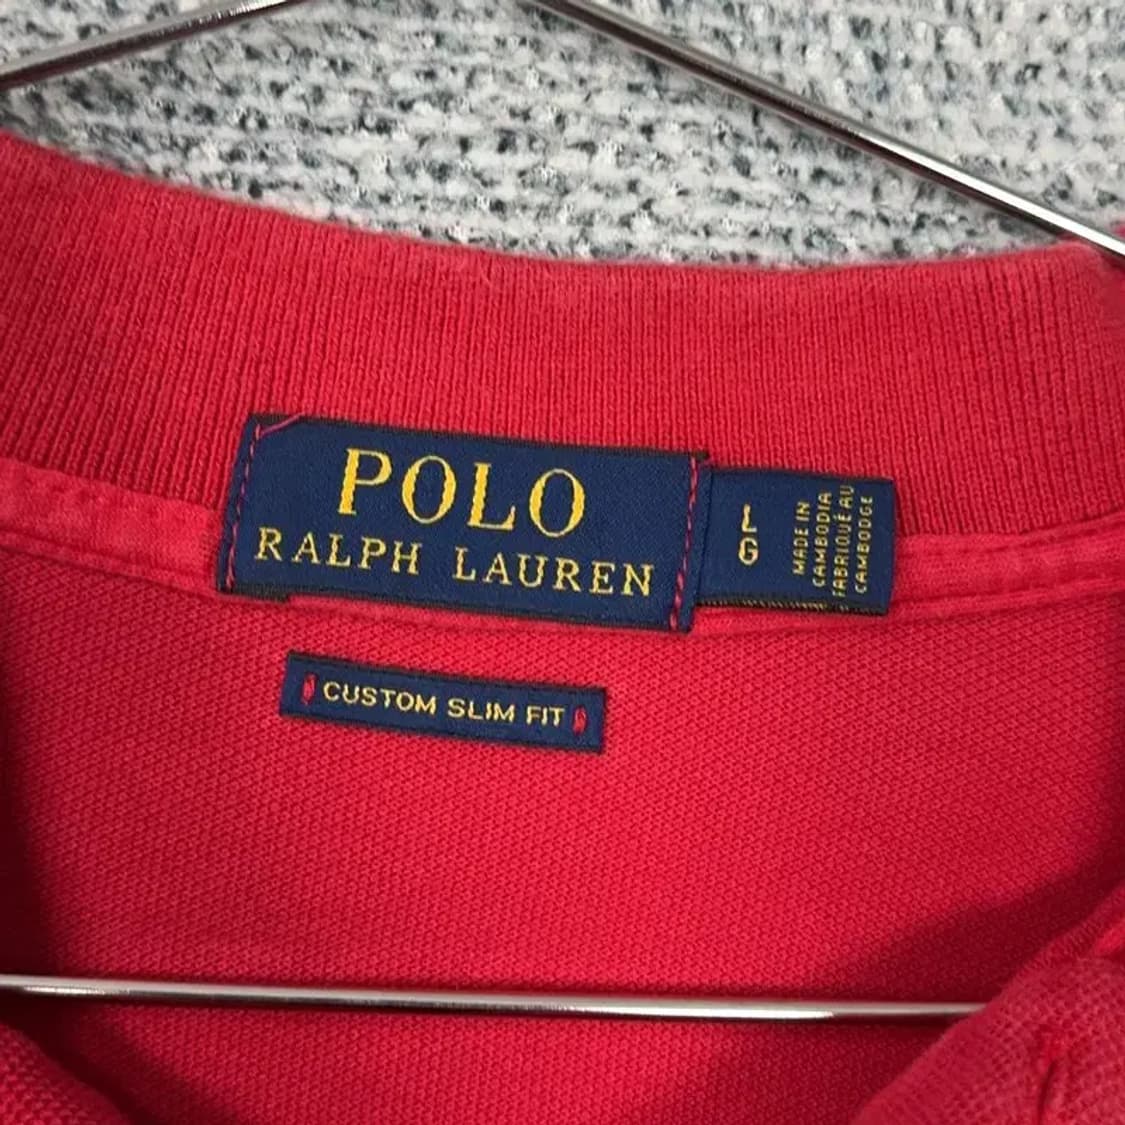 POLO
RALPH LAUREN
L
G
MADE IN
CAMBODIA
FABRIQUÉ AU
CAMBODGE
CUSTOM SLIM FIT